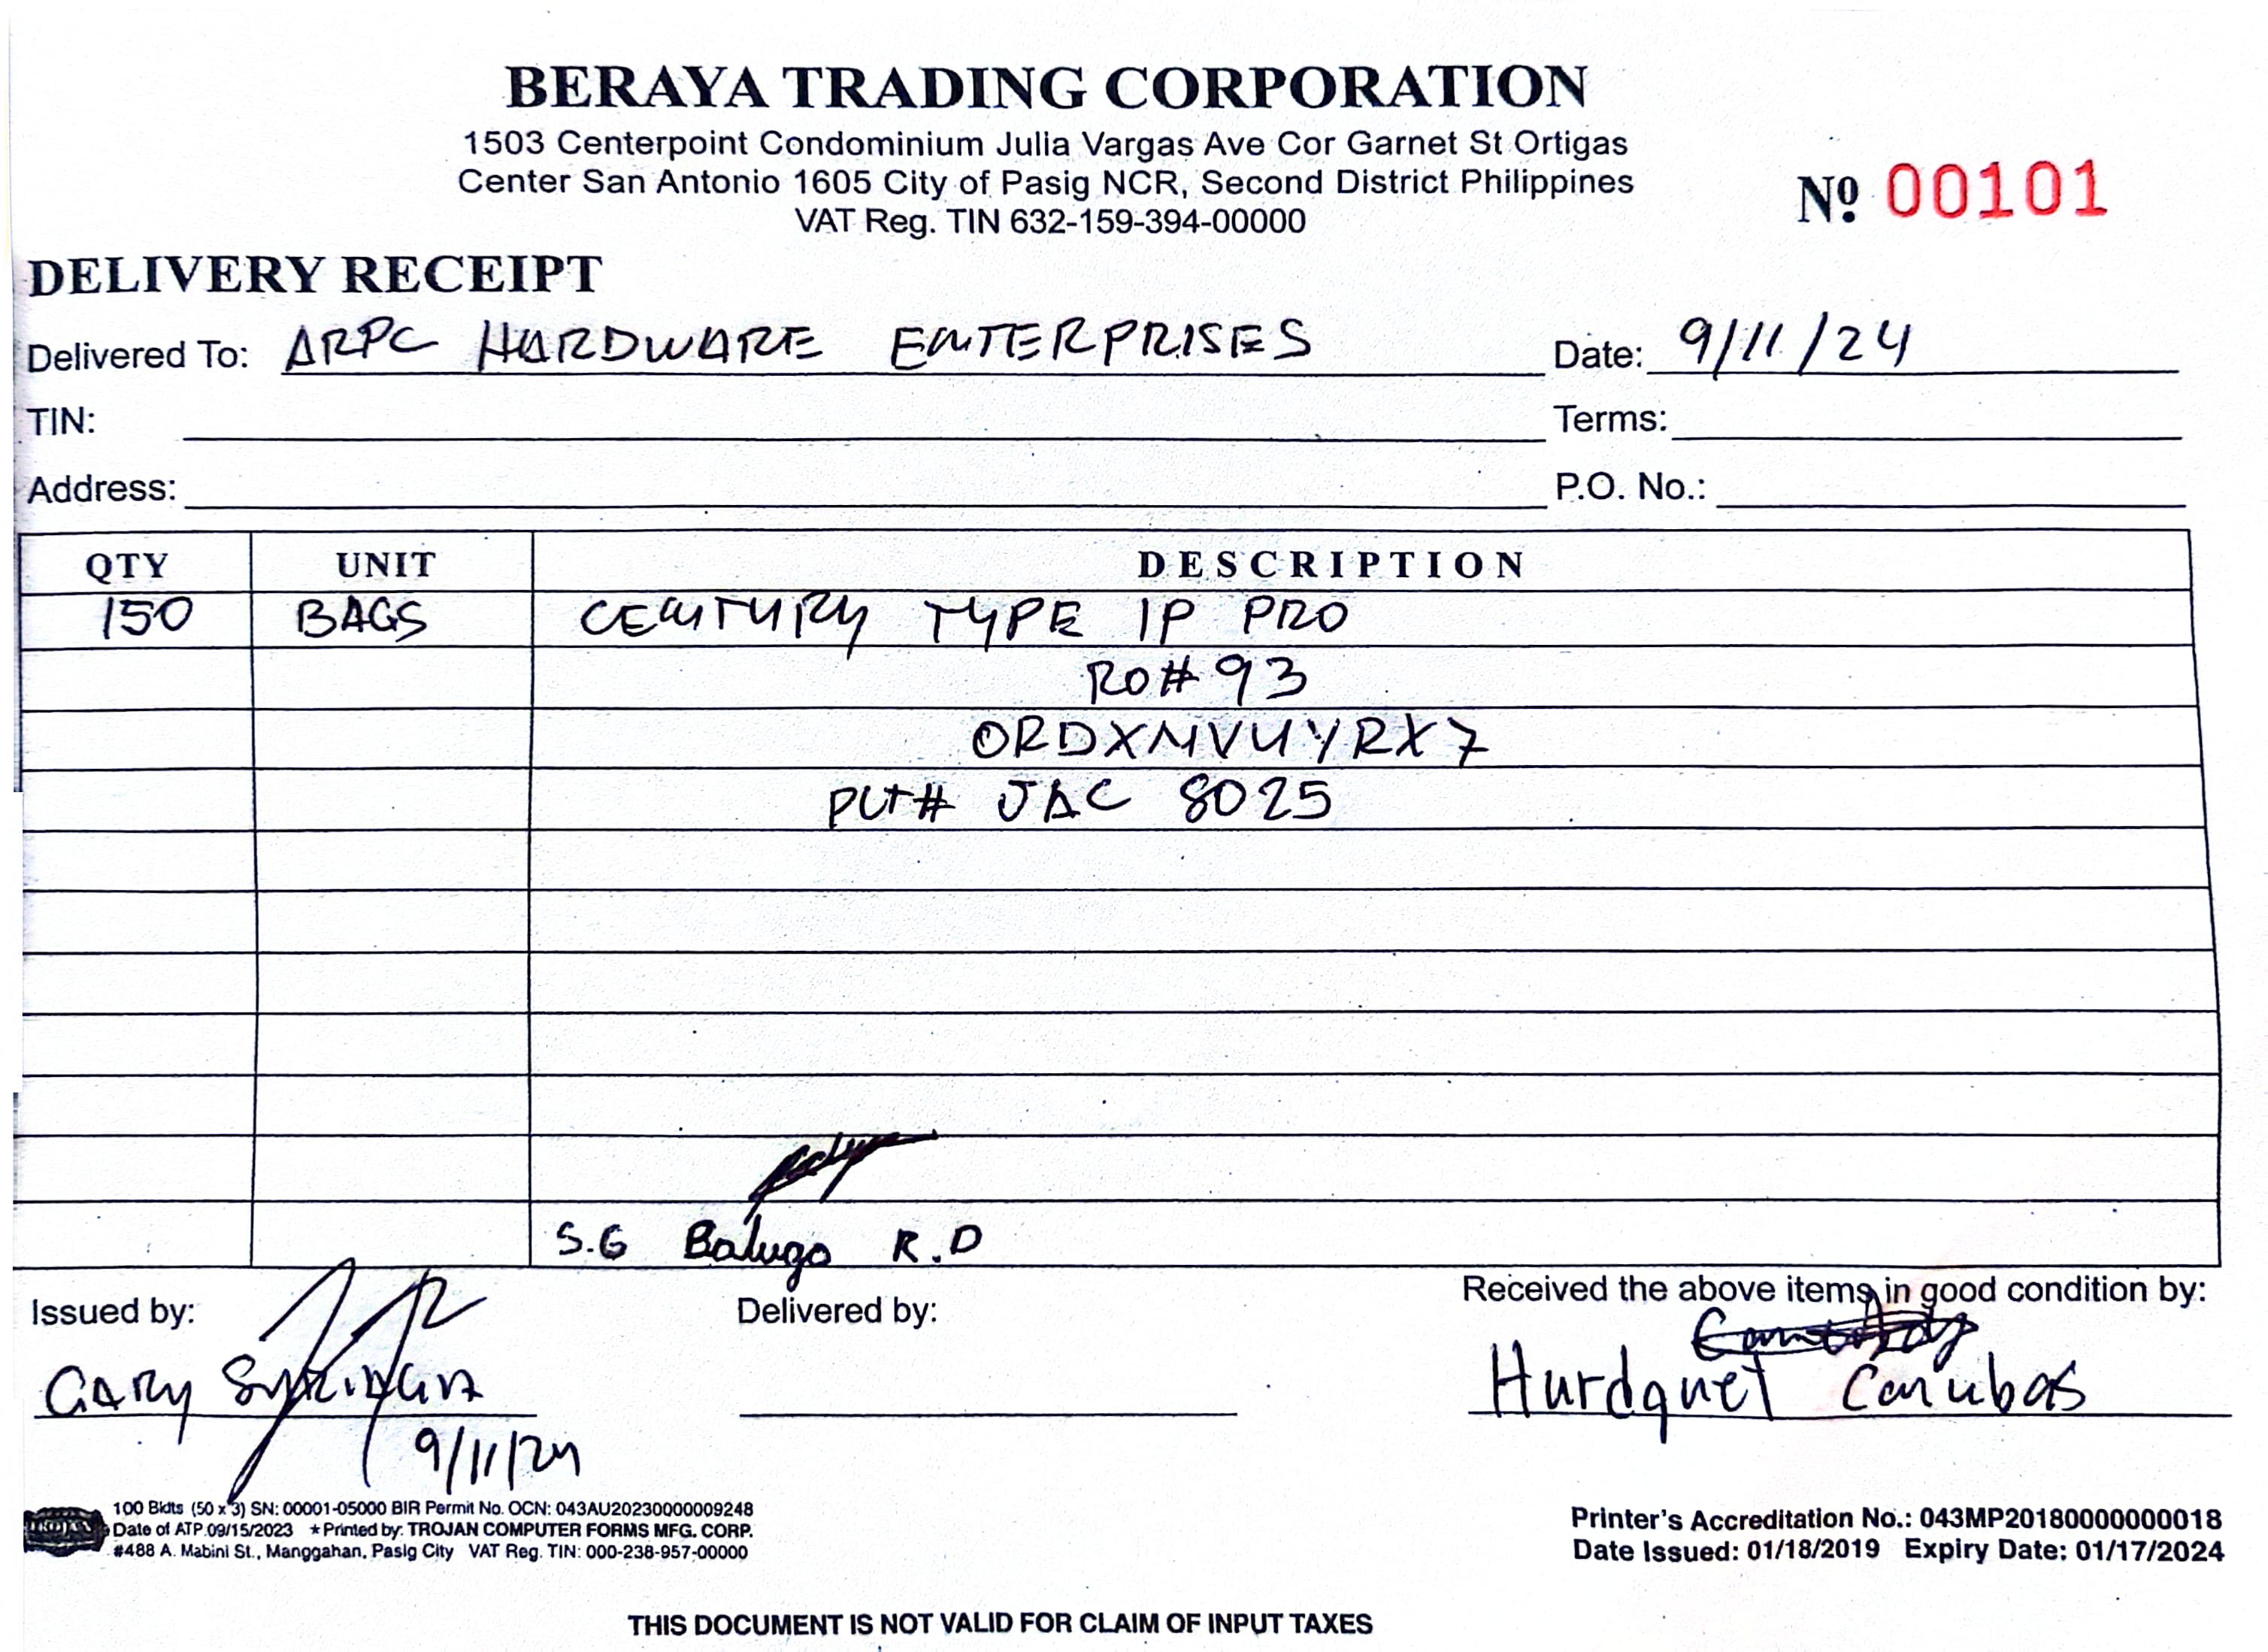 BERAYA TRADING CORPORATION
1503 Centerpoint Condominium Julia Vargas Ave Cor Garnet St Ortigas
Center San Antonio 1605 City of Pasig NCR, Second District Philippines
VAT Reg. TIN 632-159-394-00000
Nº 00101
DELIVERY RECEIPT
Delivered To: ARPC HARDWARE ENTERPRISES Date: 9/11/24
TIN: Terms:
Address: P.O. No.:
QTY UNIT DESCRIPTION
150 BAGS CENTURY TYPE 1P PRO
RO# 93
ORDXMVUYRX7
PLT# JAC 8025
S.G Balugo R.D
Issued by: Delivered by: Received the above items in good condition by:
GARY Hurdquet Canubas
9/11/24
TROJAN
100 Bklts (50 x 3) SN: 00001-05000 BIR Permit No. OCN: 043AU20230000009248
Date of ATP 09/15/2023 ★ Printed by: TROJAN COMPUTER FORMS MFG. CORP.
#488 A. Mabini St., Manggahan, Pasig City VAT Reg. TIN: 000-238-957-00000
Printer's Accreditation No.: 043MP20180000000018
Date Issued: 01/18/2019 Expiry Date: 01/17/2024
THIS DOCUMENT IS NOT VALID FOR CLAIM OF INPUT TAXES